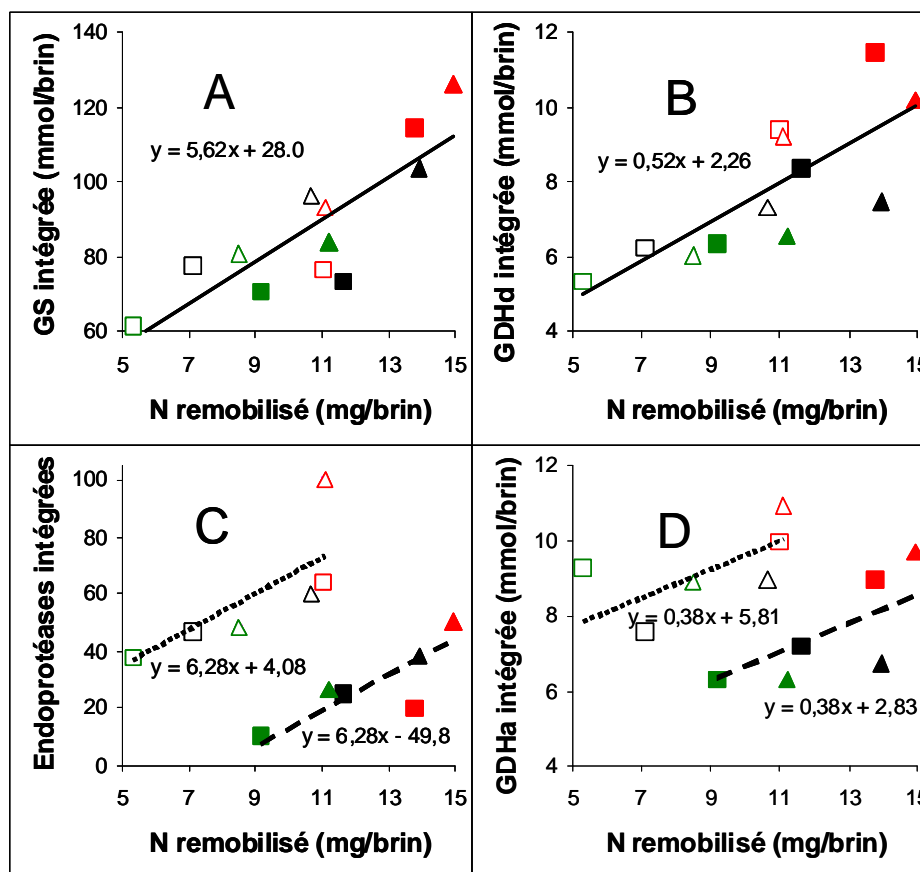 GS intégrée (mmol/brin)
140
120
100
80
60
A
y = 5,62x + 28.0
5 7 9 11 13 15
N remobilisé (mg/brin)
GDHd intégrée (mmol/brin)
12
10
8
6
4
B
y = 0,52x + 2,26
5 7 9 11 13 15
N remobilisé (mg/brin)
Endoprotéases intégrées
100
80
60
40
20
0
C
y = 6,28x + 4,08
y = 6,28x - 49,8
5 7 9 11 13 15
N remobilisé (mg/brin)
GDHa intégrée (mmol/brin)
12
10
8
6
4
D
y = 0,38x + 5,81
y = 0,38x + 2,83
5 7 9 11 13 15
N remobilisé (mg/brin)